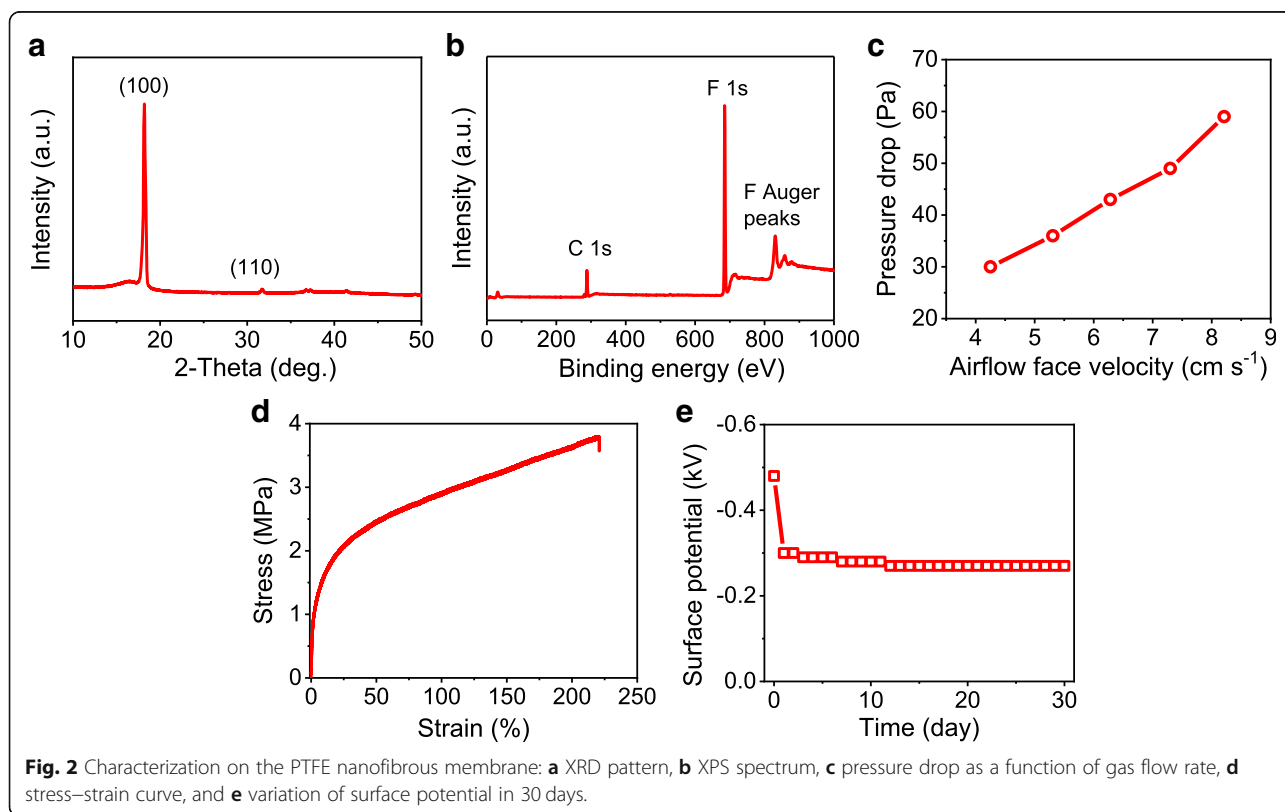 a
(100)
(110)
Intensity (a.u.)
10 20 30 40 50
2-Theta (deg.)
b
F 1s
F Auger
peaks
C 1s
Intensity (a.u.)
0 200 400 600 800 1000
Binding energy (eV)
c
70
60
50
40
30
20
Pressure drop (Pa)
4 5 6 7 8 9
Airflow face velocity (cm s⁻¹)
d
4
3
2
1
0
Stress (MPa)
0 50 100 150 200 250
Strain (%)
e
-0.6
-0.4
-0.2
0.0
Surface potential (kV)
0 10 20 30
Time (day)
Fig. 2 Characterization on the PTFE nanofibrous membrane: a XRD pattern, b XPS spectrum, c pressure drop as a function of gas flow rate, d
stress–strain curve, and e variation of surface potential in 30 days.